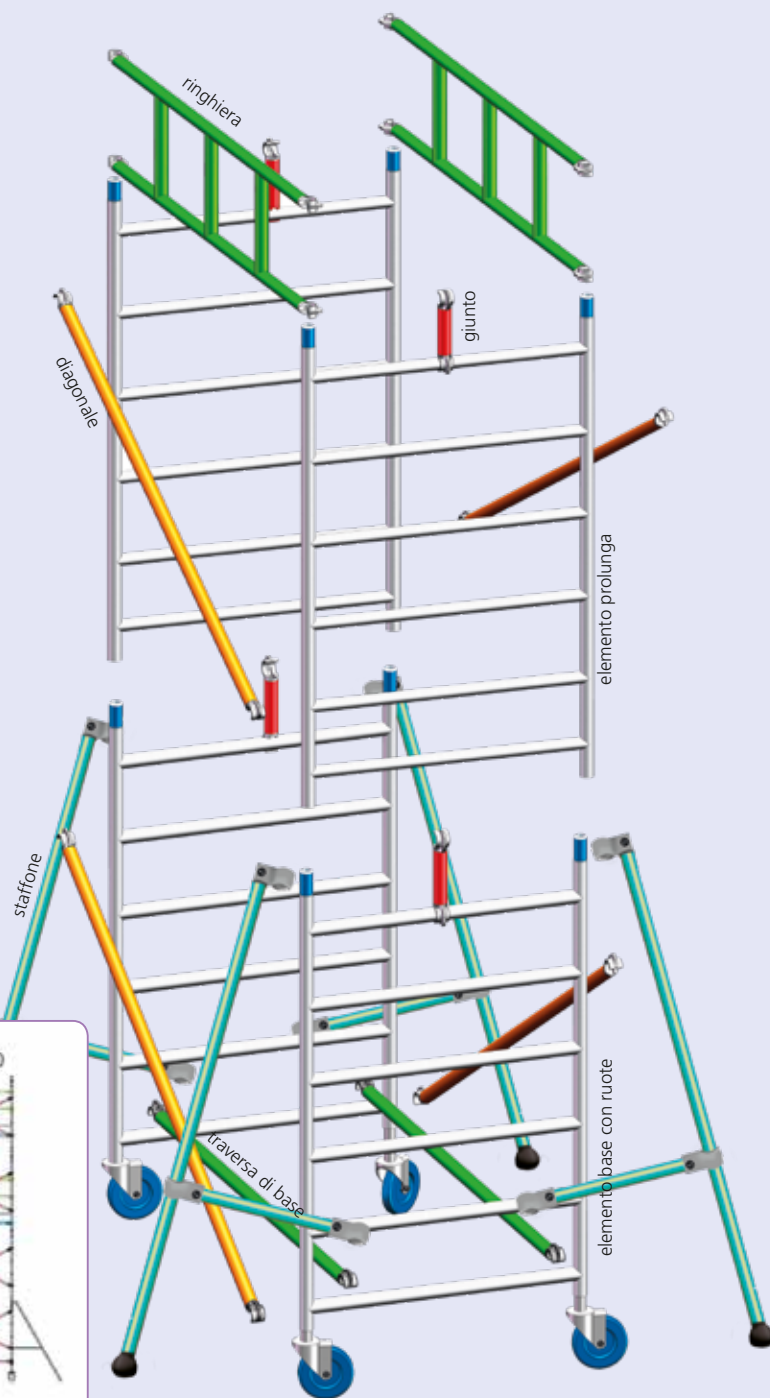 ringhiera
giunto
diagonale
elemento prolunga
staffone
traversa di base
elemento base con ruote